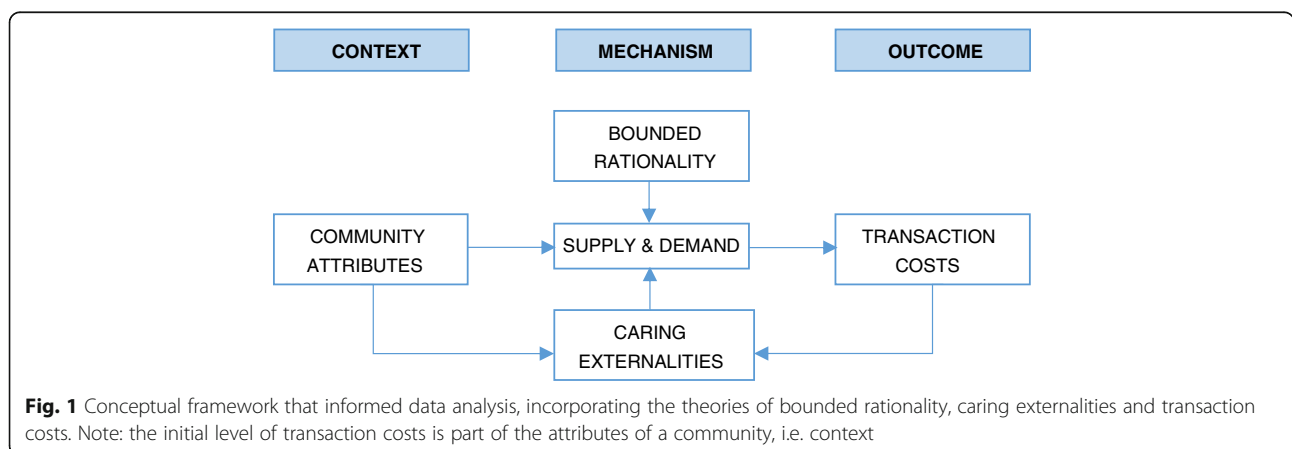 CONTEXT
MECHANISM
OUTCOME
BOUNDED
RATIONALITY
COMMUNITY
ATTRIBUTES
SUPPLY & DEMAND
TRANSACTION
COSTS
CARING
EXTERNALITIES
Fig. 1 Conceptual framework that informed data analysis, incorporating the theories of bounded rationality, caring externalities and transaction
costs. Note: the initial level of transaction costs is part of the attributes of a community, i.e. context